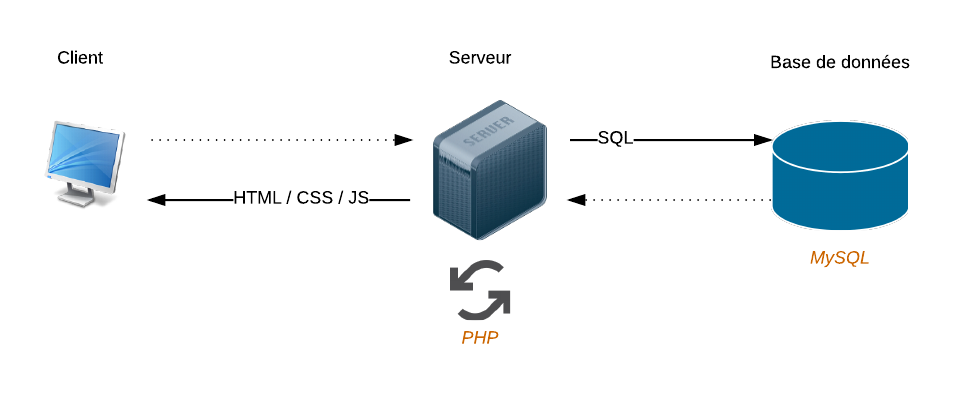 Client
Serveur
Base de données
SERVER
SQL
HTML / CSS / JS
MySQL
PHP